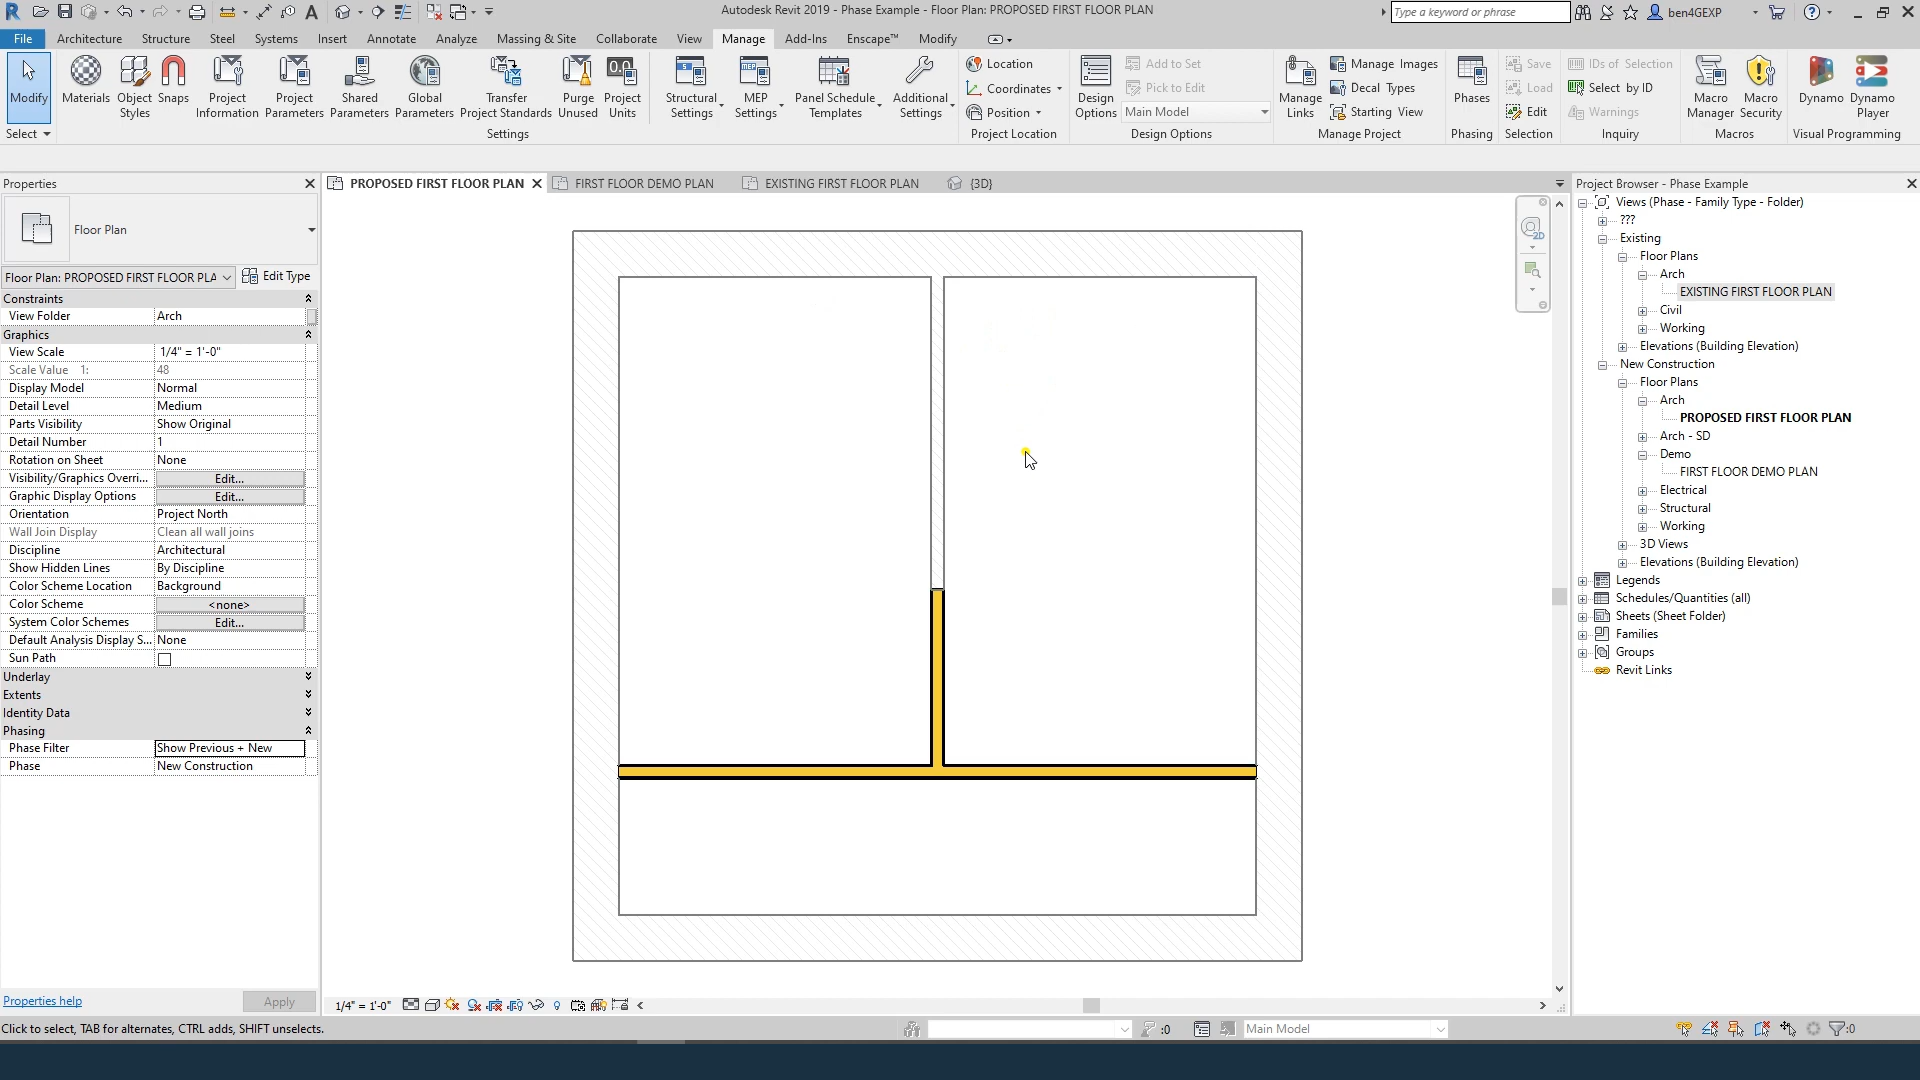 Autodesk Revit 2019 - Phase Example - Floor Plan: PROPOSED FIRST FLOOR PLAN
Type a keyword or phrase
ben4GEXP
File Architecture Structure Steel Systems Insert Annotate Analyze Massing & Site Collaborate View Manage Add-Ins Enscape™ Modify
Modify
Materials
Object Styles
Snaps
Project Information
Project Parameters
Shared Parameters
Global Parameters
Transfer Project Standards
Purge Unused
Project Units
Structural Settings
MEP Settings
Panel Schedule Templates
Additional Settings
Location
Coordinates
Position
Design Options
Add to Set
Pick to Edit
Main Model
Manage Links
Manage Images
Decal Types
Starting View
Phases
Save
Load
Edit
IDs of Selection
Select by ID
Warnings
Macro Manager
Macro Security
Dynamo
Dynamo Player
Select
Settings
Project Location
Design Options
Manage Project
Phasing
Selection
Inquiry
Macros
Visual Programming
Properties
Floor Plan
Floor Plan: PROPOSED FIRST FLOOR PLA
Edit Type
Constraints
View Folder Arch
Graphics
View Scale 1/4" = 1'-0"
Scale Value 1: 48
Display Model Normal
Detail Level Medium
Parts Visibility Show Original
Detail Number 1
Rotation on Sheet None
Visibility/Graphics Overri... Edit...
Graphic Display Options Edit...
Orientation Project North
Wall Join Display Clean all wall joins
Discipline Architectural
Show Hidden Lines By Discipline
Color Scheme Location Background
Color Scheme <none>
System Color Schemes Edit...
Default Analysis Display S... None
Sun Path
Underlay
Extents
Identity Data
Phasing
Phase Filter Show Previous + New
Phase New Construction
Properties help
Apply
PROPOSED FIRST FLOOR PLAN
FIRST FLOOR DEMO PLAN
EXISTING FIRST FLOOR PLAN
{3D}
2D
1/4" = 1'-0"
Project Browser - Phase Example
Views (Phase - Family Type - Folder)
???
Existing
Floor Plans
Arch
EXISTING FIRST FLOOR PLAN
Civil
Working
Elevations (Building Elevation)
New Construction
Floor Plans
Arch
PROPOSED FIRST FLOOR PLAN
Arch - SD
Demo
FIRST FLOOR DEMO PLAN
Electrical
Structural
Working
3D Views
Elevations (Building Elevation)
Legends
Schedules/Quantities (all)
Sheets (Sheet Folder)
Families
Groups
Revit Links
Click to select, TAB for alternates, CTRL adds, SHIFT unselects.
:0
Main Model
:0